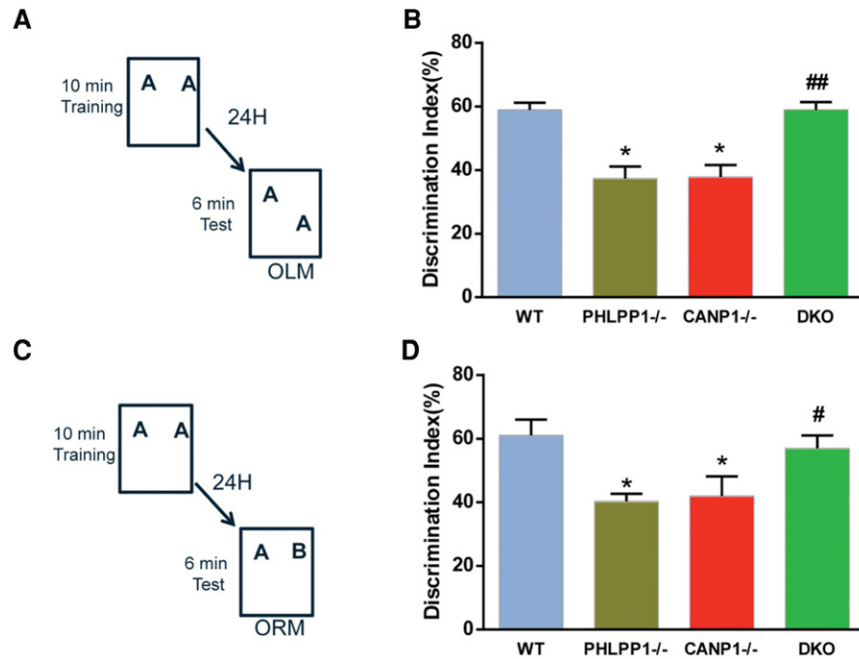 A
10 min
Training
A A
24H
6 min
Test
A
A
OLM
B
Discrimination Index(%)
80
60
40
20
0
* * ##
WT PHLPP1-/- CANP1-/- DKO
C
10 min
Training
A A
24H
6 min
Test
A B
ORM
D
Discrimination Index(%)
80
60
40
20
0
* * #
WT PHLPP1-/- CANP1-/- DKO